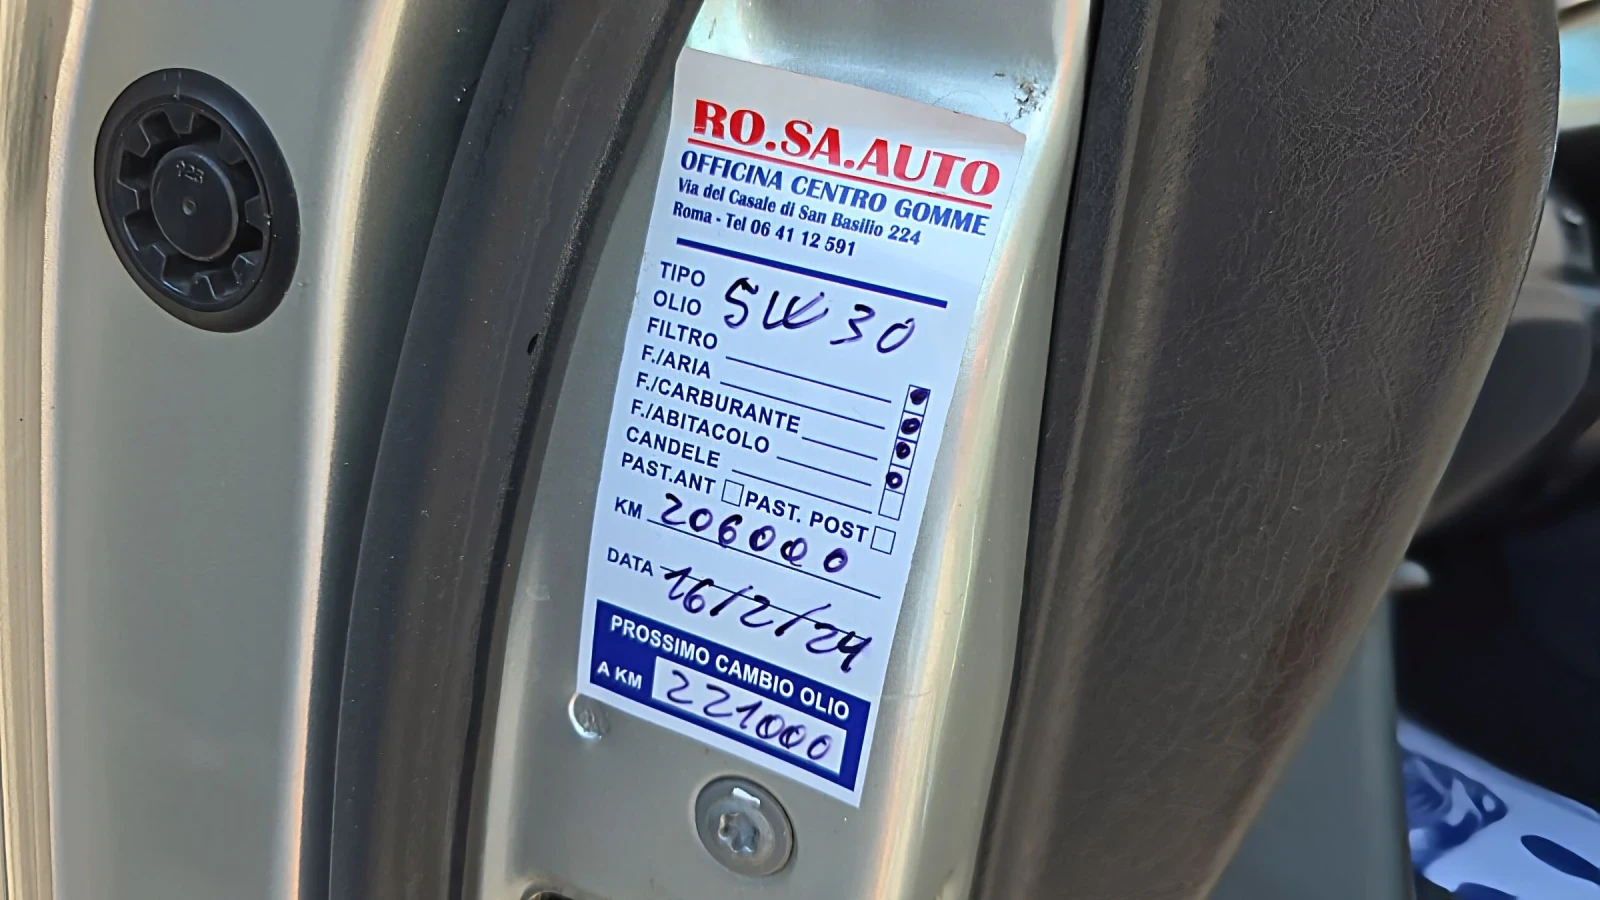 123
RO.SA.AUTO
OFFICINA CENTRO GOMME
Via del Casale di San Basilio 224
Roma - Tel 06 41 12 591
TIPO
OLIO 5W30
FILTRO
F./ARIA
F./CARBURANTE
F./ABITACOLO
CANDELE
PAST.ANT PAST. POST
KM 206000
DATA 16/2/24
PROSSIMO CAMBIO OLIO
A KM 221000